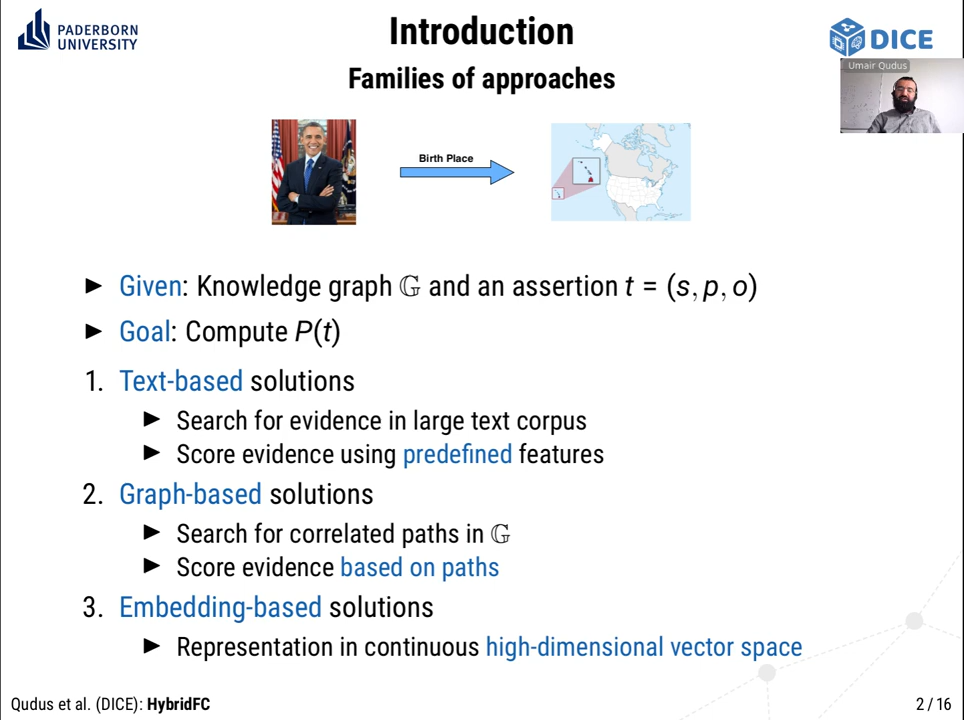 PADERBORN
UNIVERSITY
Introduction
DICE
Families of approaches
Umair Qudus
Birth Place
► Given: Knowledge graph 𝔾 and an assertion t = (s, p, o)
► Goal: Compute P(t)
1. Text-based solutions
► Search for evidence in large text corpus
► Score evidence using predefined features
2. Graph-based solutions
► Search for correlated paths in 𝔾
► Score evidence based on paths
3. Embedding-based solutions
► Representation in continuous high-dimensional vector space
Qudus et al. (DICE): HybridFC
2 / 16